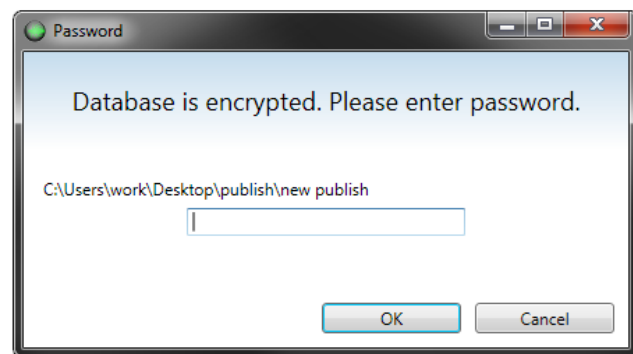 Password
Database is encrypted. Please enter password.
C:\Users\work\Desktop\publish\new publish
OK
Cancel